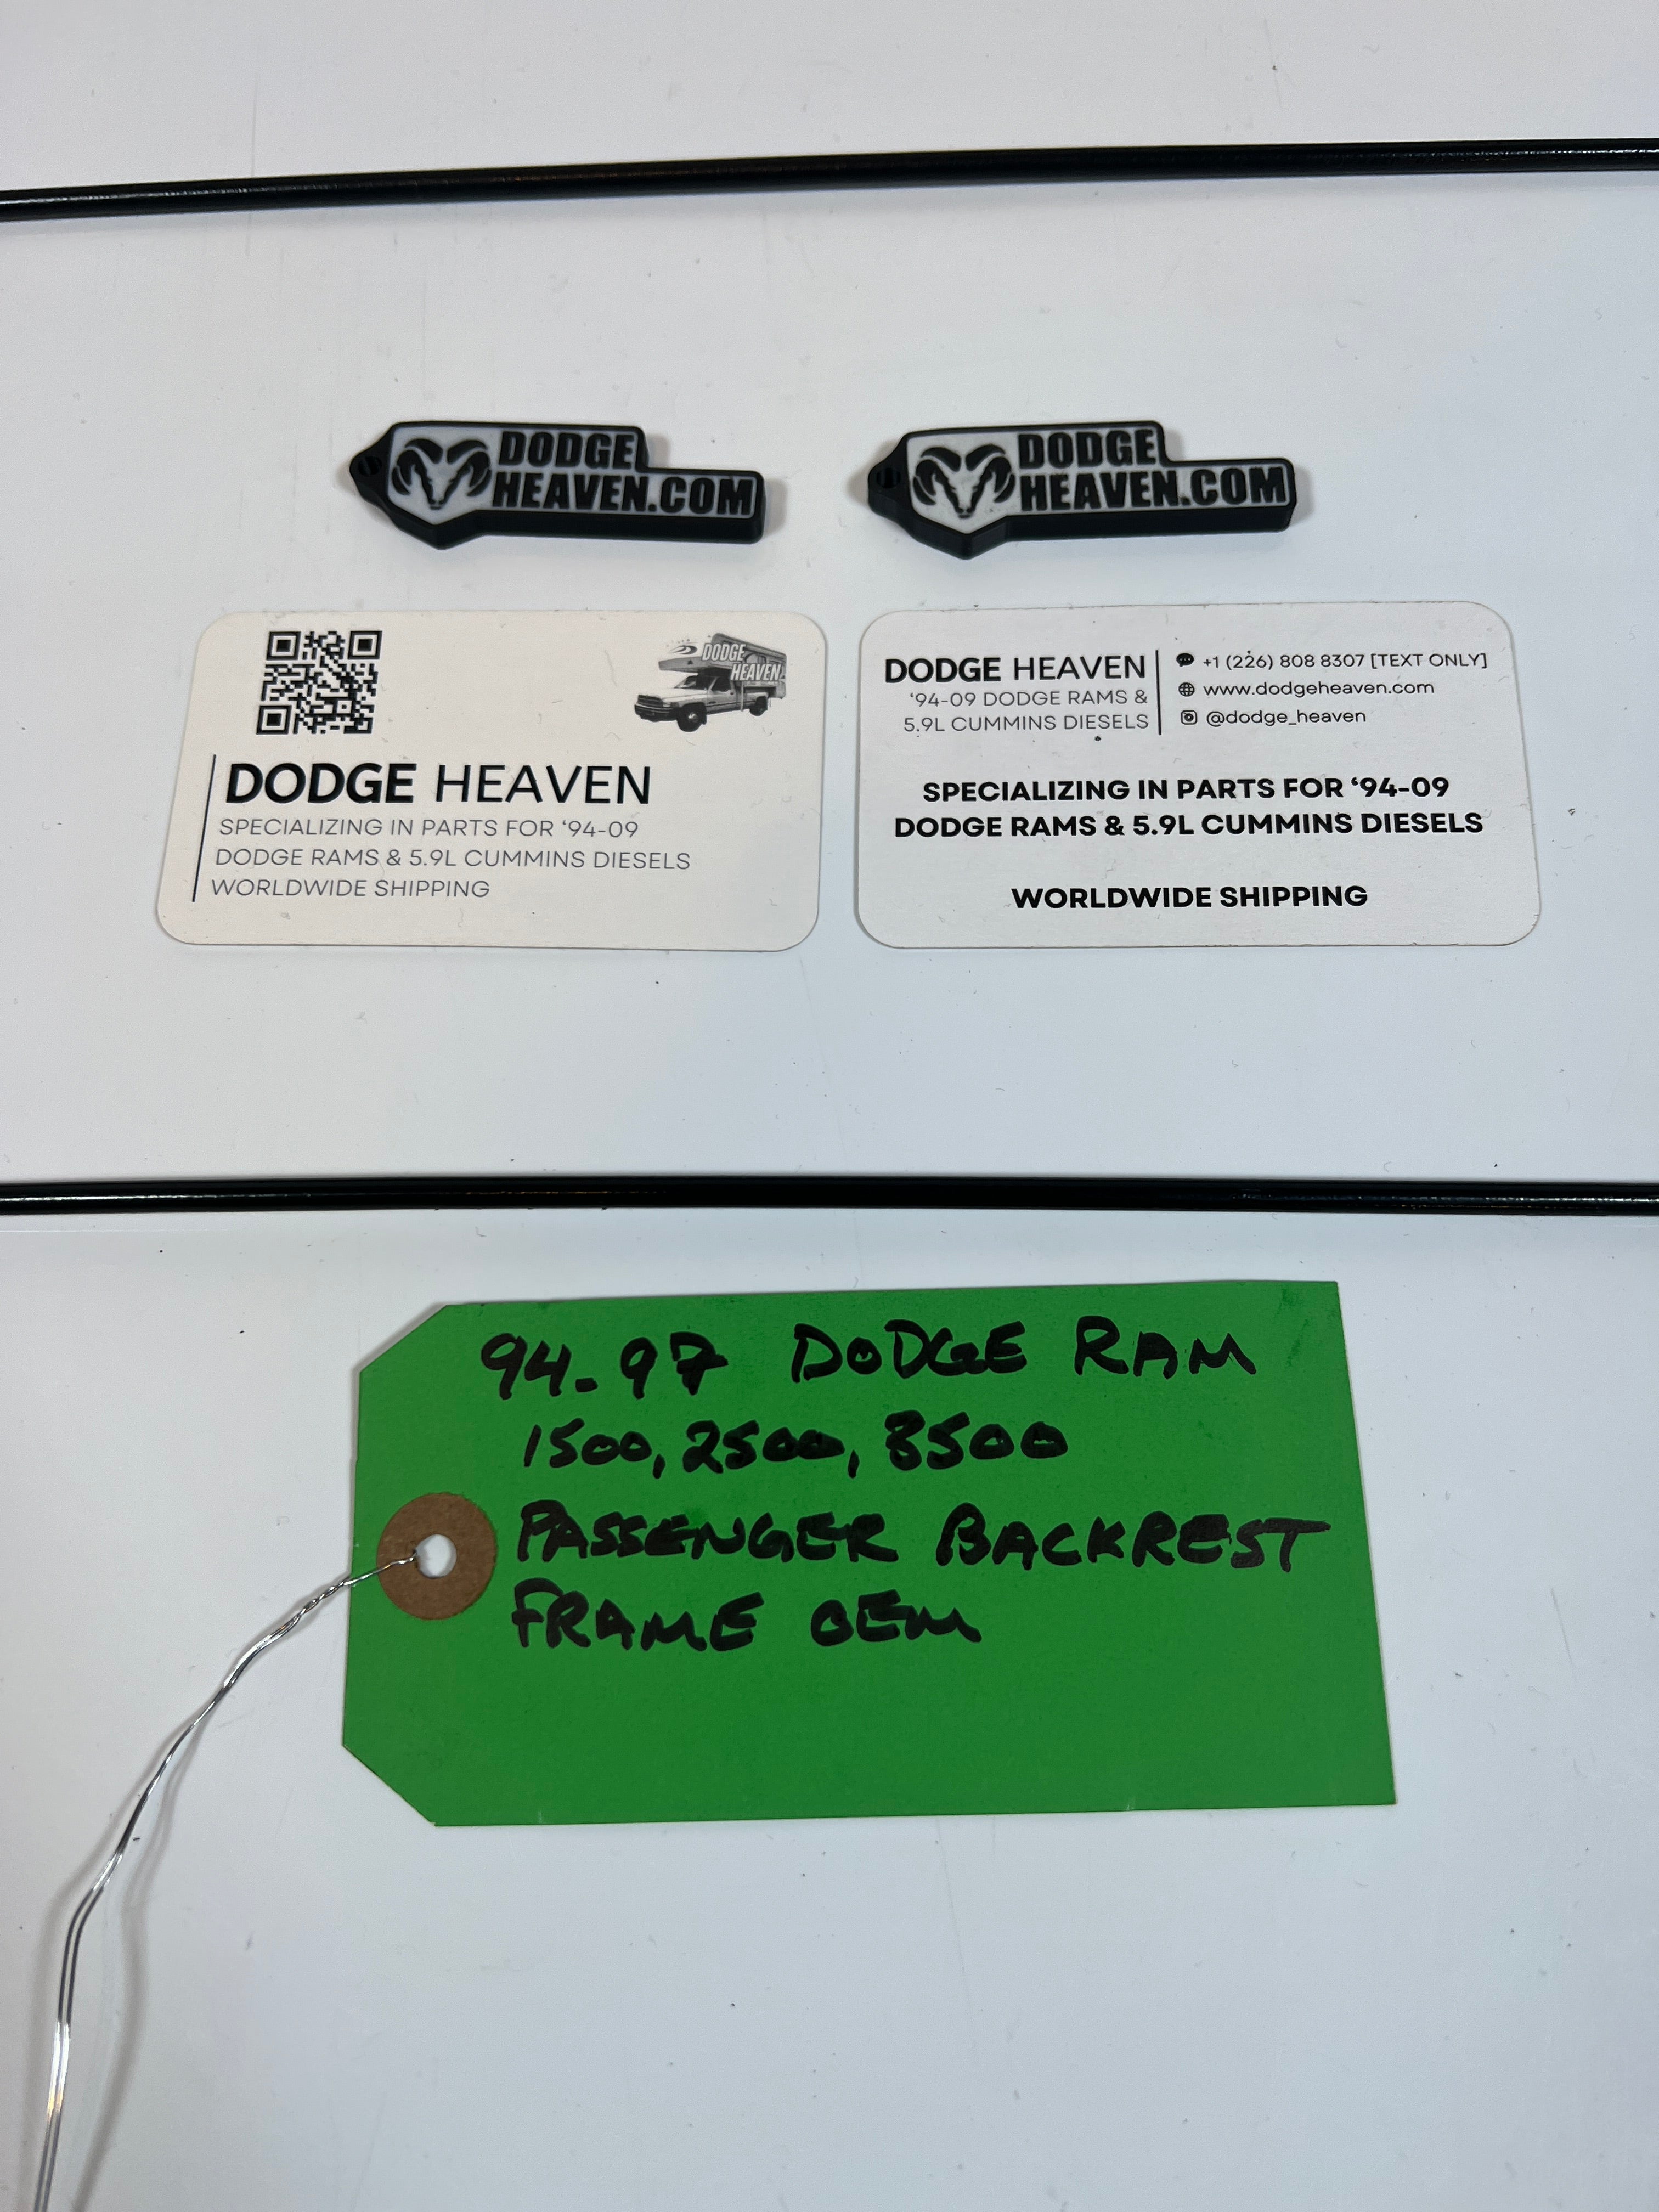 DODGE
HEAVEN.COM
DODGE
HEAVEN.COM
DODGE
HEAVEN
DODGE HEAVEN
SPECIALIZING IN PARTS FOR ‘94-09
DODGE RAMS & 5.9L CUMMINS DIESELS
WORLDWIDE SHIPPING
DODGE HEAVEN
‘94-09 DODGE RAMS &
5.9L CUMMINS DIESELS
+1 (226) 808 8307 [TEXT ONLY]
www.dodgeheaven.com
@dodge_heaven
SPECIALIZING IN PARTS FOR ‘94-09
DODGE RAMS & 5.9L CUMMINS DIESELS
WORLDWIDE SHIPPING
94-97 DODGE RAM
1500, 2500, 3500
PASSENGER BACKREST
FRAME OEM